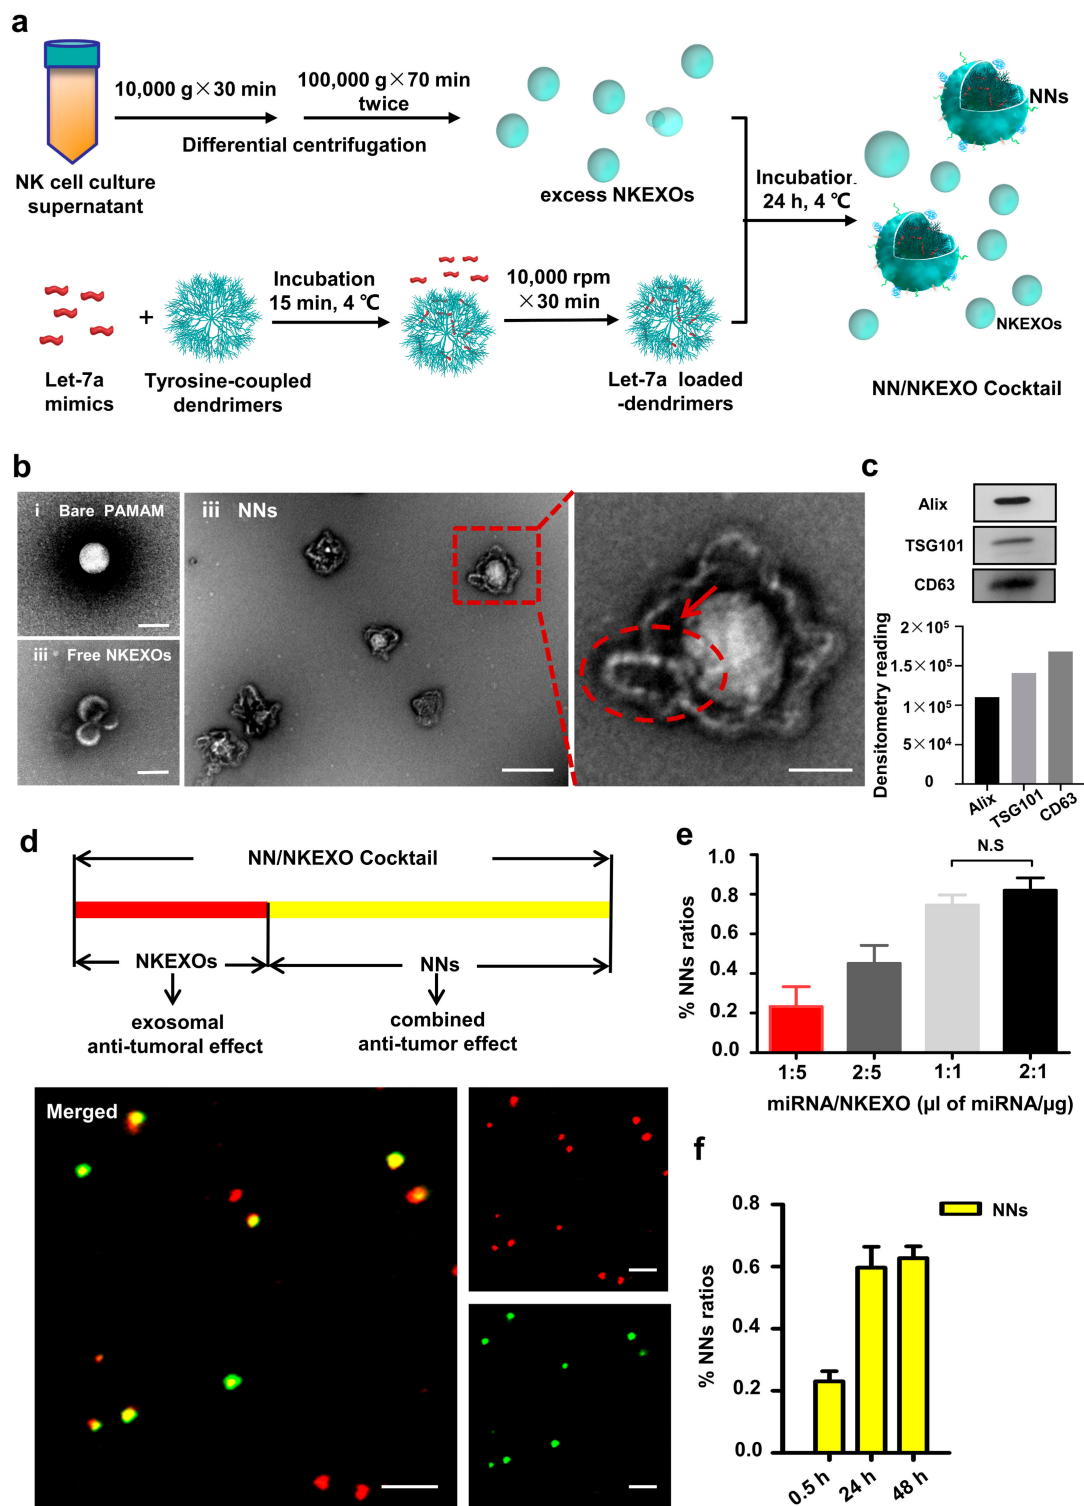 a
10,000 g×30 min
100,000 g×70 min
twice
Differential centrifugation
NK cell culture
supernatant
excess NKEXOs
Incubation
24 h, 4 ℃
NNs
NKEXOs
NN/NKEXO Cocktail
Let-7a
mimics
+
Tyrosine-coupled
dendrimers
Incubation
15 min, 4 ℃
10,000 rpm
×30 min
Let-7a loaded
-dendrimers
b
i Bare PAMAM
iii Free NKEXOs
iii NNs
c
Alix
TSG101
CD63
Densitometry reading
2×10⁵
1.5×10⁵
1×10⁵
5×10⁴
0
Alix
TSG101
CD63
d
NN/NKEXO Cocktail
NKEXOs
NNs
exosomal
anti-tumoral effect
combined
anti-tumor effect
Merged
e
N.S
% NNs ratios
1.0
0.8
0.6
0.4
0.2
0.0
1:5
2:5
1:1
2:1
miRNA/NKEXO (µl of miRNA/µg)
f
NNs
% NNs ratios
0.8
0.6
0.4
0.2
0.0
0.5 h
24 h
48 h